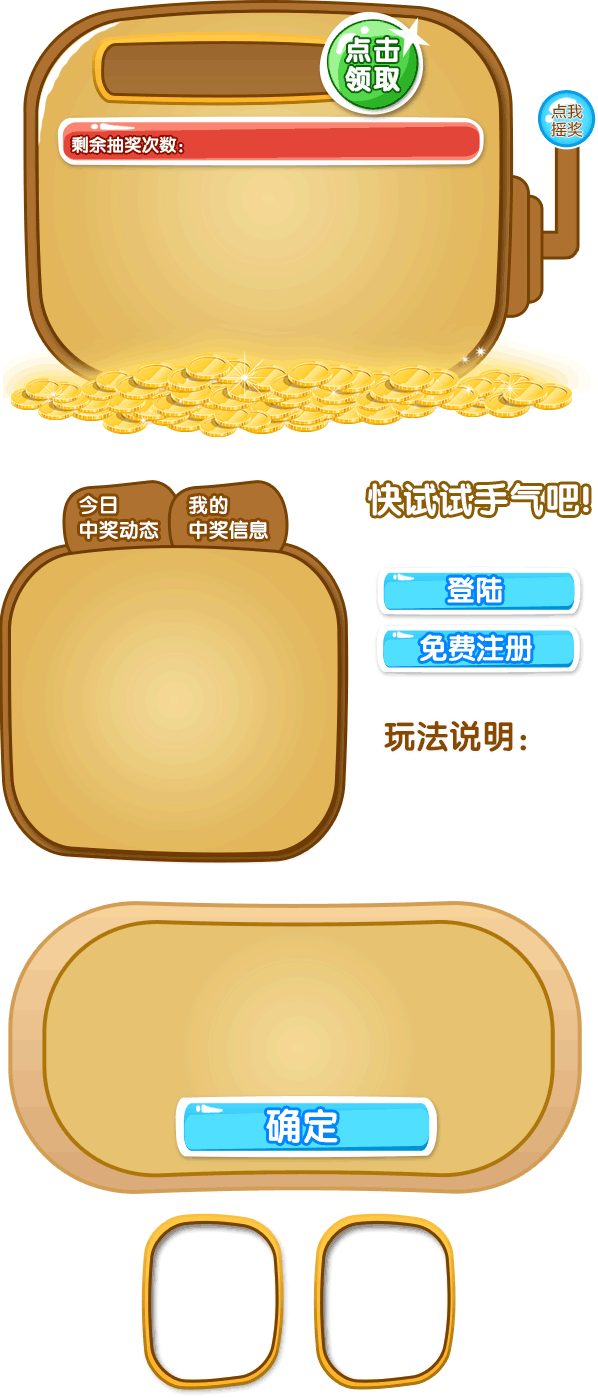 点击
领取
点我
摇奖
剩余抽奖次数：
今日
中奖动态
我的
中奖信息
快试试手气吧！
登陆
免费注册
玩法说明：
确定